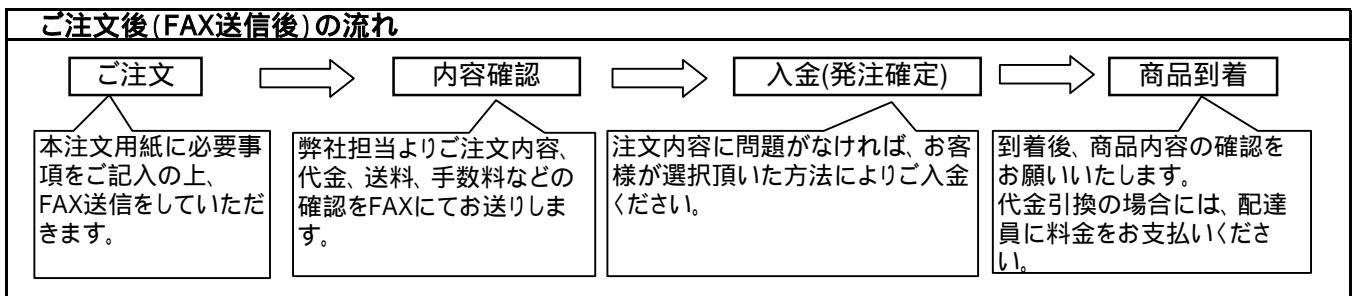 ご注文後(FAX送信後)の流れ
ご注文
内容確認
入金(発注確定)
商品到着
本注文用紙に必要事
項をご記入の上、
FAX送信をしていただ
きます。
弊社担当よりご注文内容、
代金、送料、手数料などの
確認をFAXにてお送りしま
す。
注文内容に問題がなければ、お客
様が選択頂いた方法によりご入金
ください。
到着後、商品内容の確認を
お願いいたします。
代金引換の場合には、配達
員に料金をお支払いくださ
い。